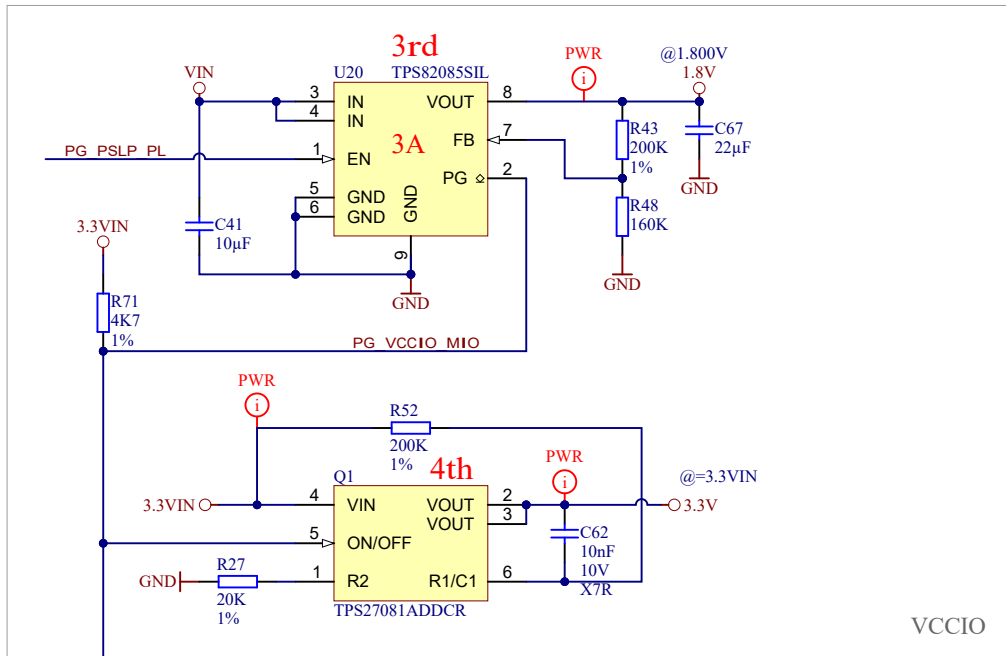 3rd
PWR
@1.800V
VIN
U20
TPS82085SIL
1.8V
3
IN
VOUT
8
4
IN
R43
C67
7
FB
200K
22µF
3A
1%
PG_PSLP_PL
1
EN
2
PG
GND
5
GND
GND
R48
6
GND
160K
C41
10µF
3.3VIN
9
GND
GND
R71
4K7
1%
PG_VCCIO_MIO
PWR
R52
200K
1%
4th
PWR
@=3.3VIN
Q1
3.3VIN
4
VIN
VOUT
2
3.3V
VOUT
3
C62
5
ON/OFF
10nF
10V
X7R
R27
GND
1
R2
R1/C1
6
20K
1%
TPS27081ADDCR
VCCIO